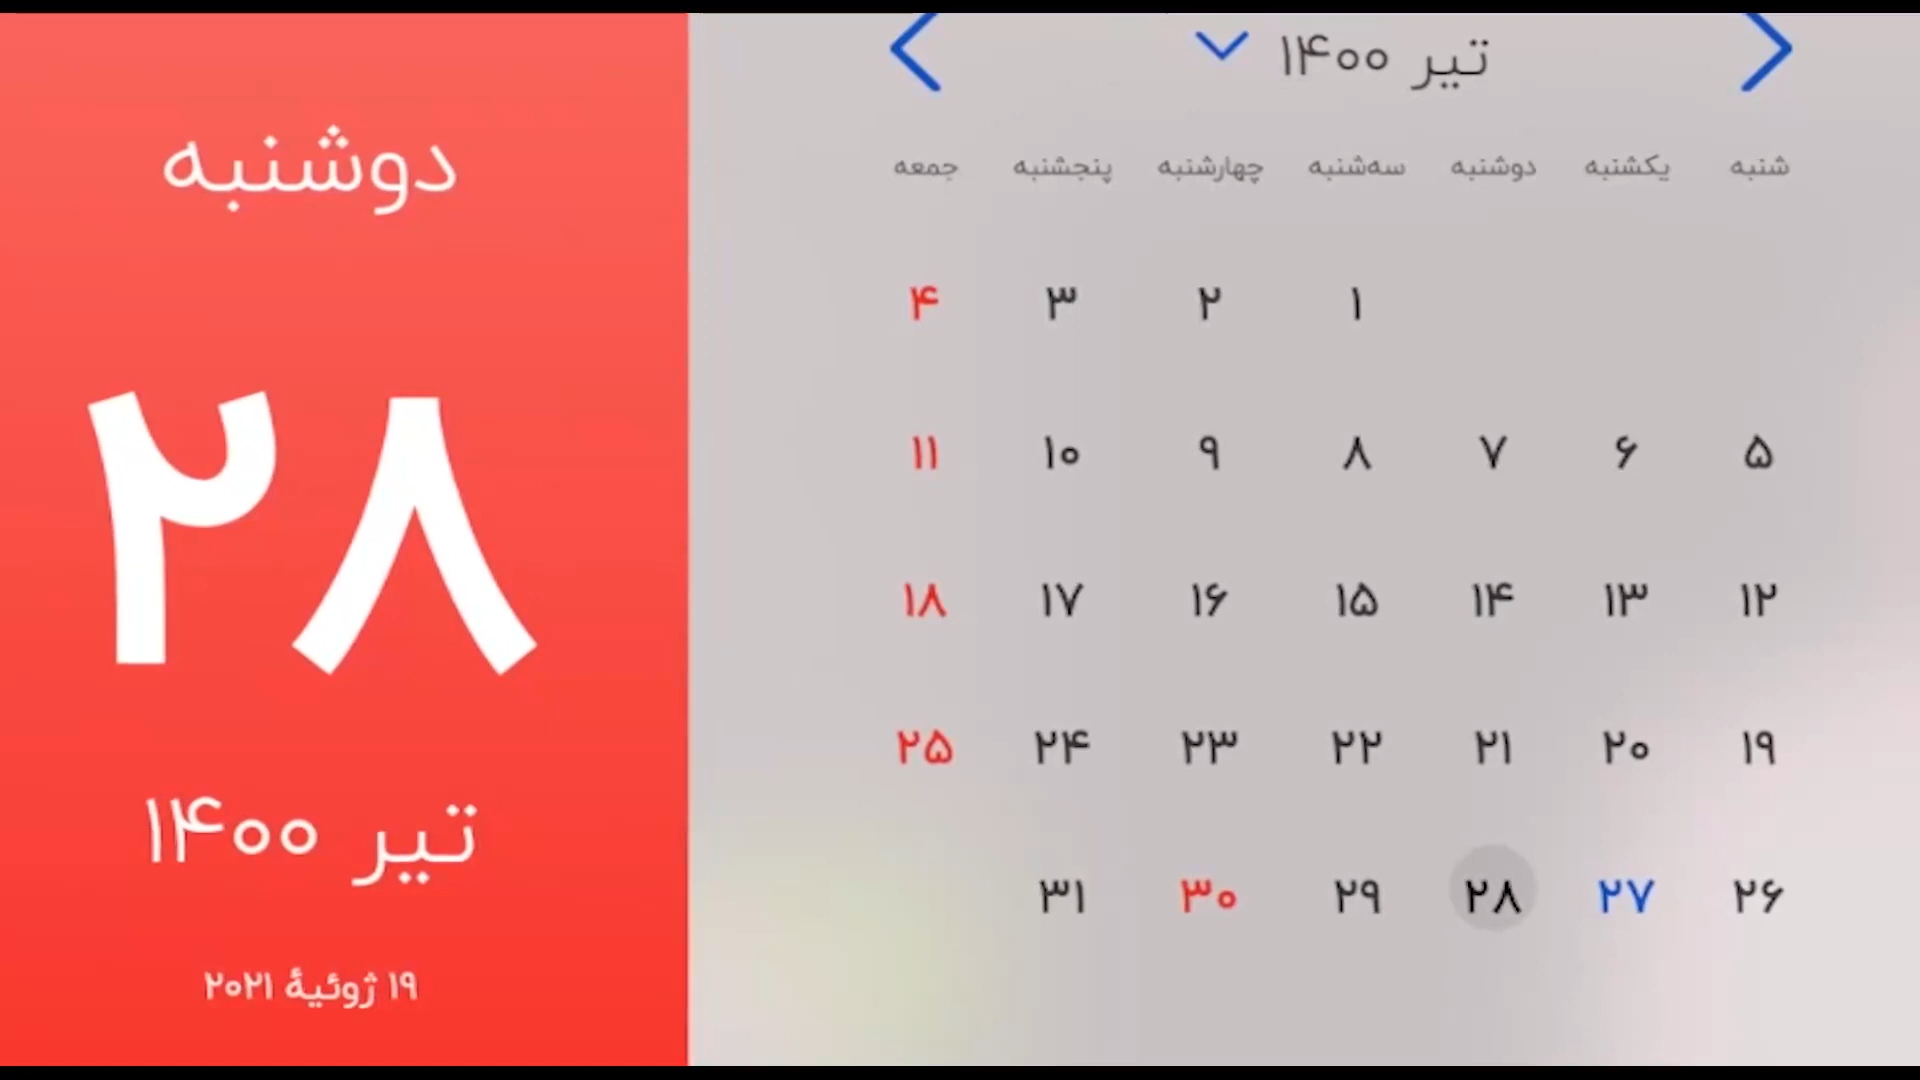 دوشنبه
۲۸
تیر ۱۴۰۰
۱۹ ژوئیهٔ ۲۰۲۱
تیر ۱۴۰۰
شنبه یکشنبه دوشنبه سه‌شنبه چهارشنبه پنجشنبه جمعه
۱ ۲ ۳ ۴
۵ ۶ ۷ ۸ ۹ ۱۰ ۱۱
۱۲ ۱۳ ۱۴ ۱۵ ۱۶ ۱۷ ۱۸
۱۹ ۲۰ ۲۱ ۲۲ ۲۳ ۲۴ ۲۵
۲۶ ۲۷ ۲۸ ۲۹ ۳۰ ۳۱